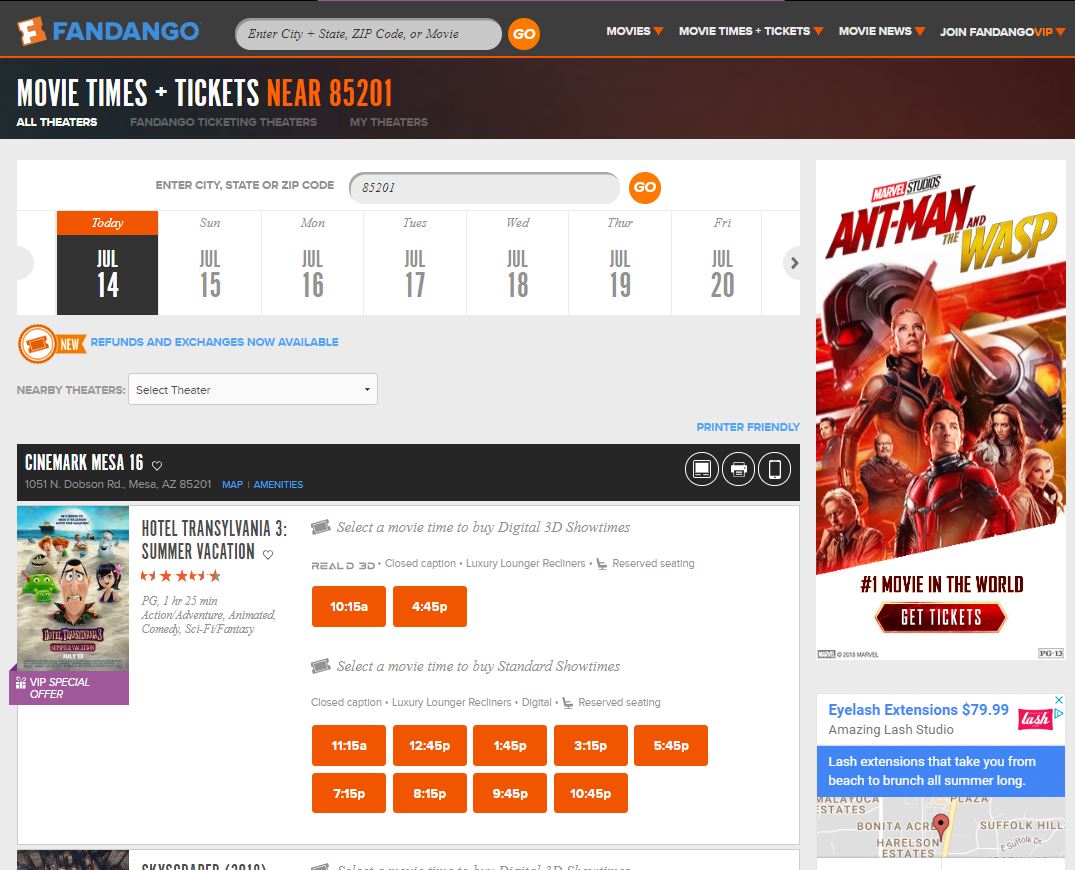 FANDANGO
Enter City + State, ZIP Code, or Movie
GO
MOVIES
MOVIE TIMES + TICKETS
MOVIE NEWS
JOIN FANDANGOVIP
MOVIE TIMES + TICKETS NEAR 85201
ALL THEATERS
FANDANGO TICKETING THEATERS
MY THEATERS
ENTER CITY, STATE OR ZIP CODE
85201
GO
Today
JUL
14
Sun
JUL
15
Mon
JUL
16
Tues
JUL
17
Wed
JUL
18
Thur
JUL
19
Fri
JUL
20
NEW
REFUNDS AND EXCHANGES NOW AVAILABLE
NEARBY THEATERS:
Select Theater
PRINTER FRIENDLY
CINEMARK MESA 16
1051 N. Dobson Rd., Mesa, AZ 85201
MAP | AMENITIES
HOTEL TRANSYLVANIA 3
SUMMER VACATION
JULY 13
VIP SPECIAL
OFFER
HOTEL TRANSYLVANIA 3:
SUMMER VACATION
PG, 1 hr 25 min
Action/Adventure, Animated,
Comedy, Sci-Fi/Fantasy
Select a movie time to buy Digital 3D Showtimes
REAL D 3D • Closed caption • Luxury Lounger Recliners • Reserved seating
10:15a
4:45p
Select a movie time to buy Standard Showtimes
Closed caption • Luxury Lounger Recliners • Digital • Reserved seating
11:15a
12:45p
1:45p
3:15p
5:45p
7:15p
8:15p
9:45p
10:45p
SKYSCRAPER (2018)
Select a movie time to buy Digital 3D Showtimes
MARVEL STUDIOS
ANT-MAN AND
THE WASP
#1 MOVIE IN THE WORLD
GET TICKETS
MARVEL © 2018 MARVEL
PG-13
Eyelash Extensions $79.99
Amazing Lash Studio
lash
Lash extensions that take you from
beach to brunch all summer long.
MALAYUCA
ESTATES
PLAZA
BONITA ACRE
SUFFOLK HILL
HARELSON
ESTATES
E Suffolk Dr